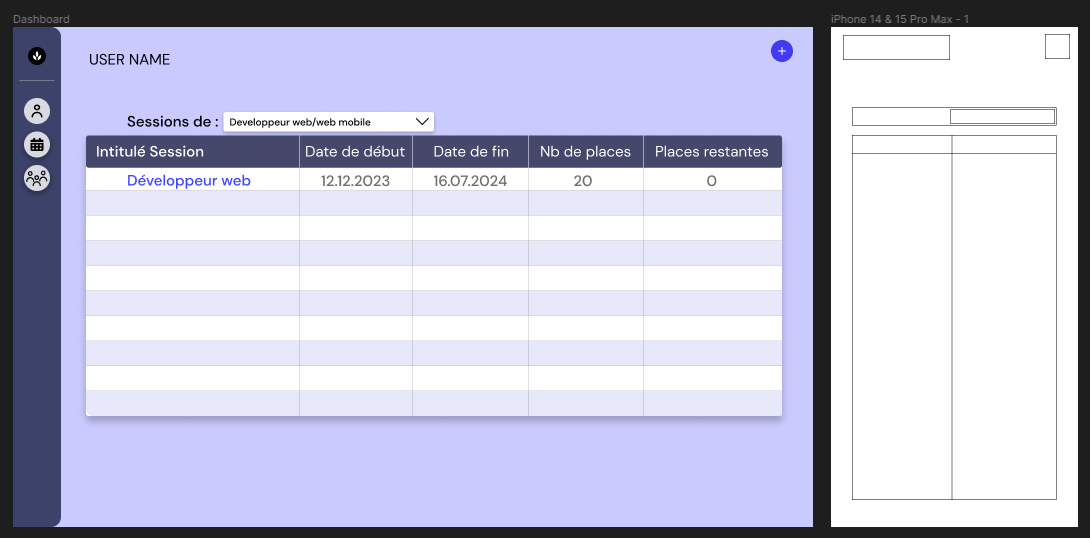 Dashboard
iPhone 14 & 15 Pro Max - 1
USER NAME
+
Sessions de : Developpeur web/web mobile
Intitulé Session Date de début Date de fin Nb de places Places restantes
Développeur web 12.12.2023 16.07.2024 20 0